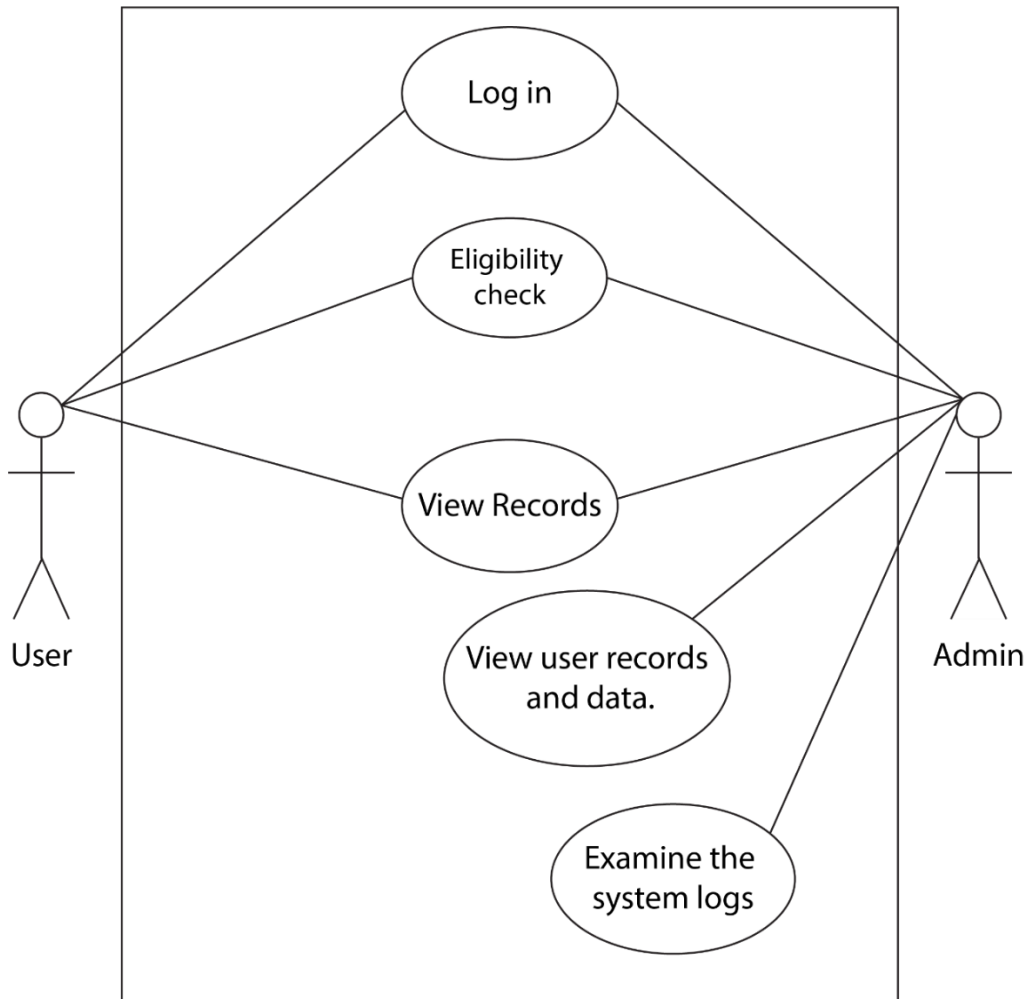 Log in
Eligibility
check
View Records
User
Admin
View user records
and data.
Examine the
system logs